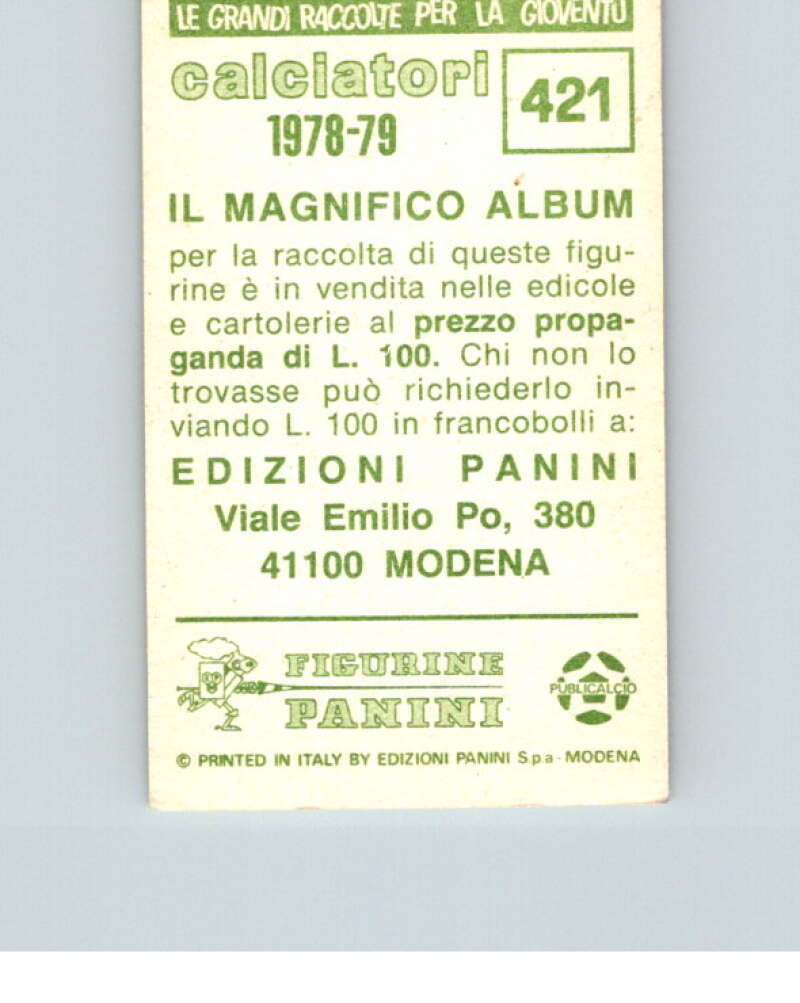 LE GRANDI RACCOLTE PER LA GIOVENTÙ
calciatori
1978-79
421
IL MAGNIFICO ALBUM
per la raccolta di queste figu-
rine è in vendita nelle edicole
e cartolerie al prezzo propa-
ganda di L. 100. Chi non lo
trovasse può richiederlo in-
viando L. 100 in francobolli a:
EDIZIONI PANINI
Viale Emilio Po, 380
41100 MODENA
FIGURINE
PANINI
PUBLICALCIO
© PRINTED IN ITALY BY EDIZIONI PANINI S.p.a - MODENA